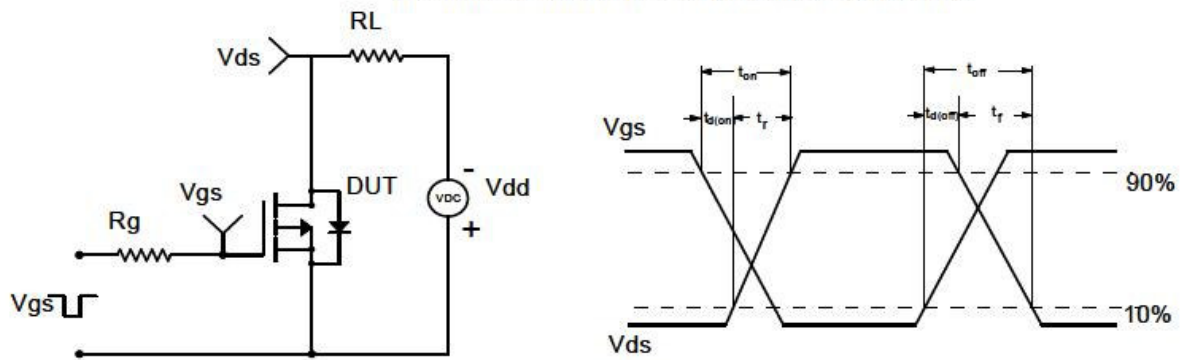 RL
Vds
Vgs
DUT
Rg
VDC
-
+
Vdd
Vgs
ton
toff
td(on)
tr
td(off)
tf
Vgs
90%
10%
Vds